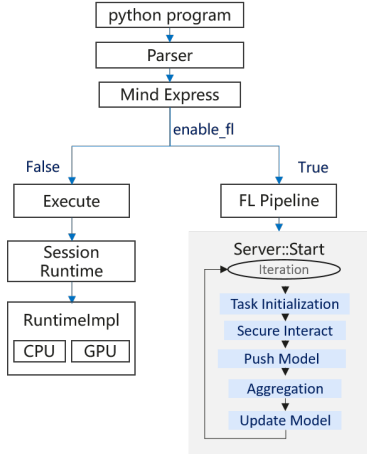 python program
Parser
Mind Express
enable_fl
False
True
Execute
FL Pipeline
Session
Runtime
RuntimeImpl
CPU
GPU
Server::Start
Iteration
Task Initialization
Secure Interact
Push Model
Aggregation
Update Model